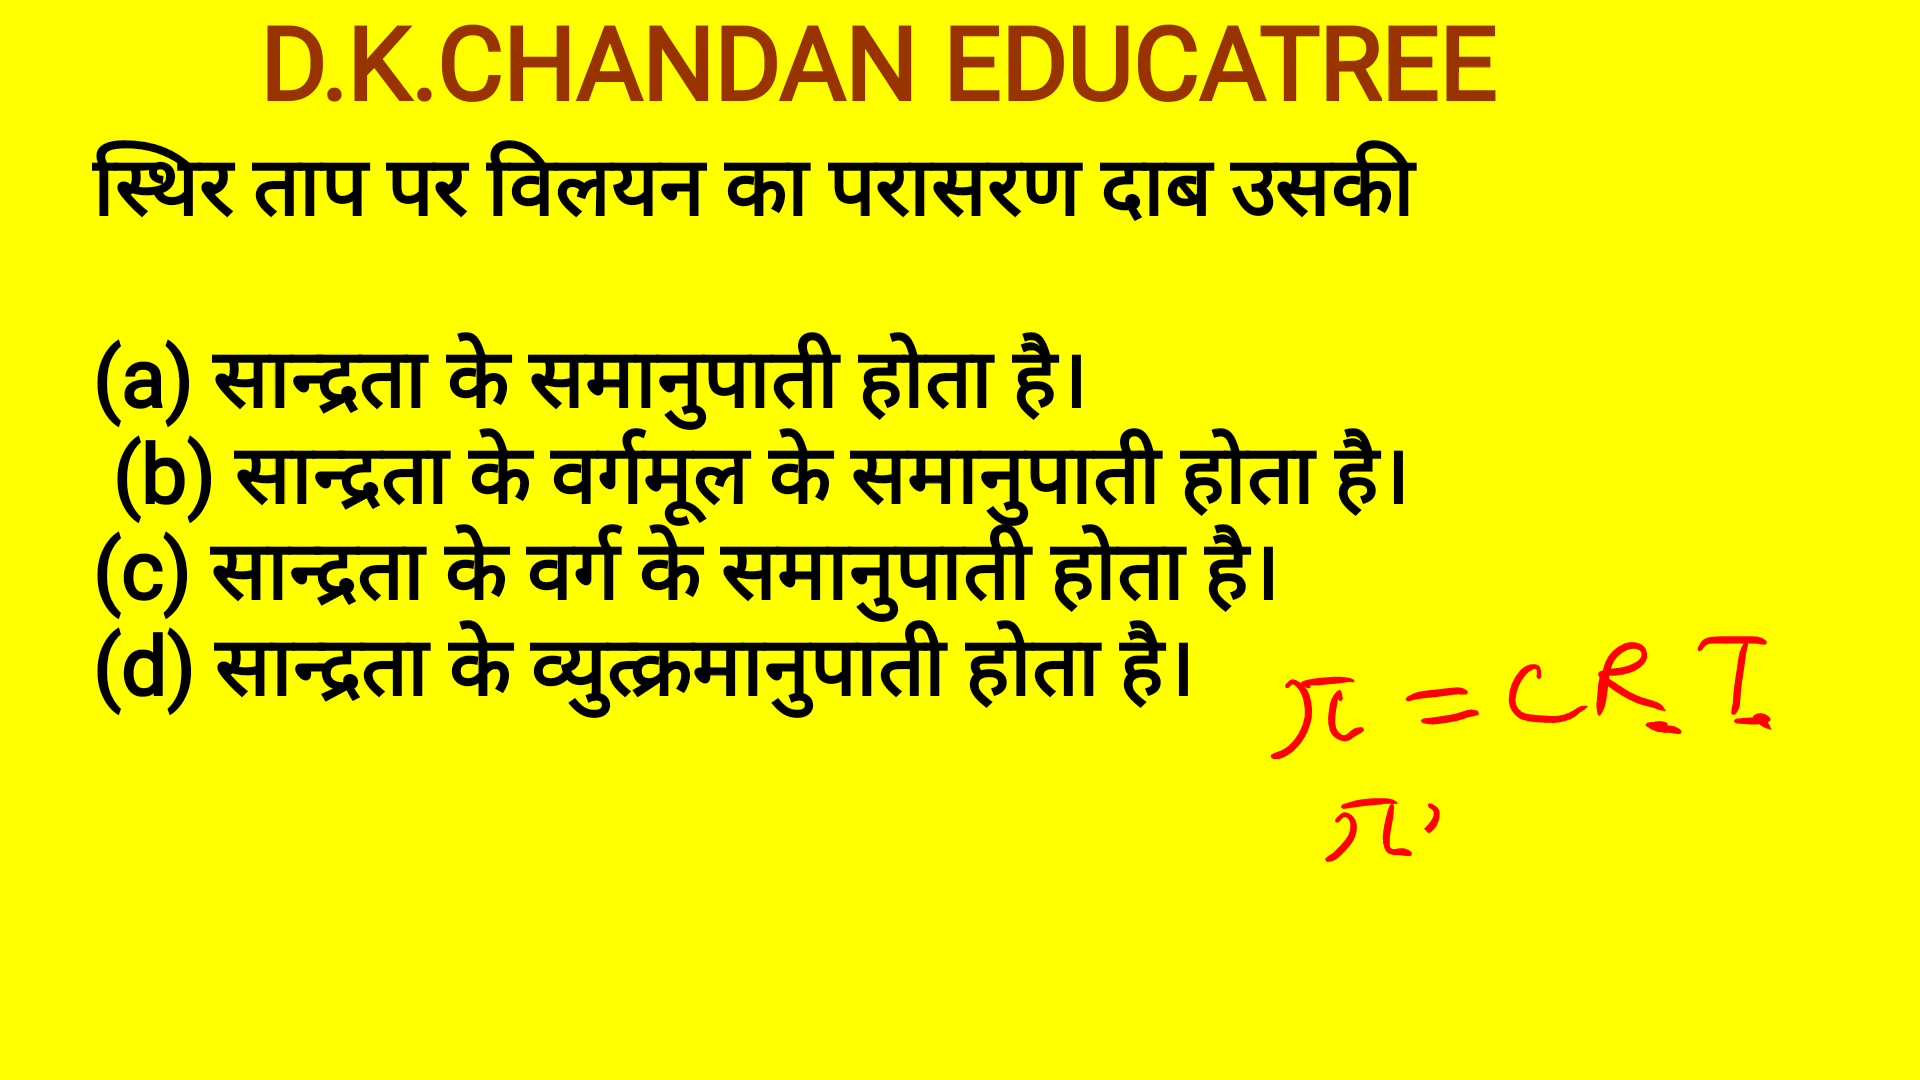 D.K.CHANDAN EDUCATREE
स्थिर ताप पर विलयन का परासरण दाब उसकी
(a) सान्द्रता के समानुपाती होता है।
(b) सान्द्रता के वर्गमूल के समानुपाती होता है।
(c) सान्द्रता के वर्ग के समानुपाती होता है।
(d) सान्द्रता के व्युत्क्रमानुपाती होता है।
π = CRT
π